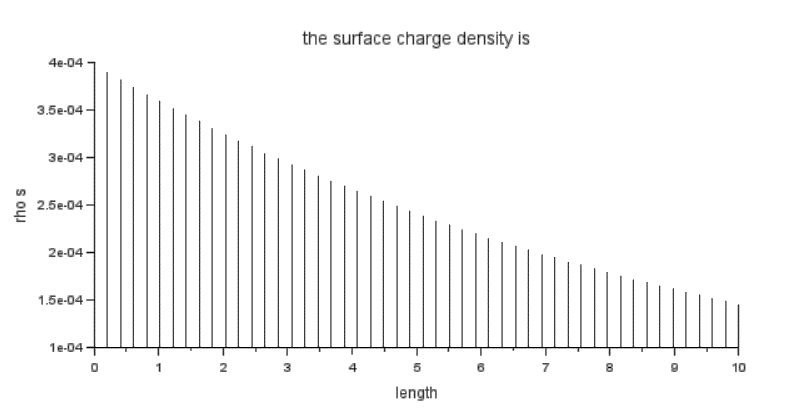 the surface charge density is
4e-04
3.5e-04
3e-04
2.5e-04
2e-04
1.5e-04
1e-04
rho s
0 1 2 3 4 5 6 7 8 9 10
length